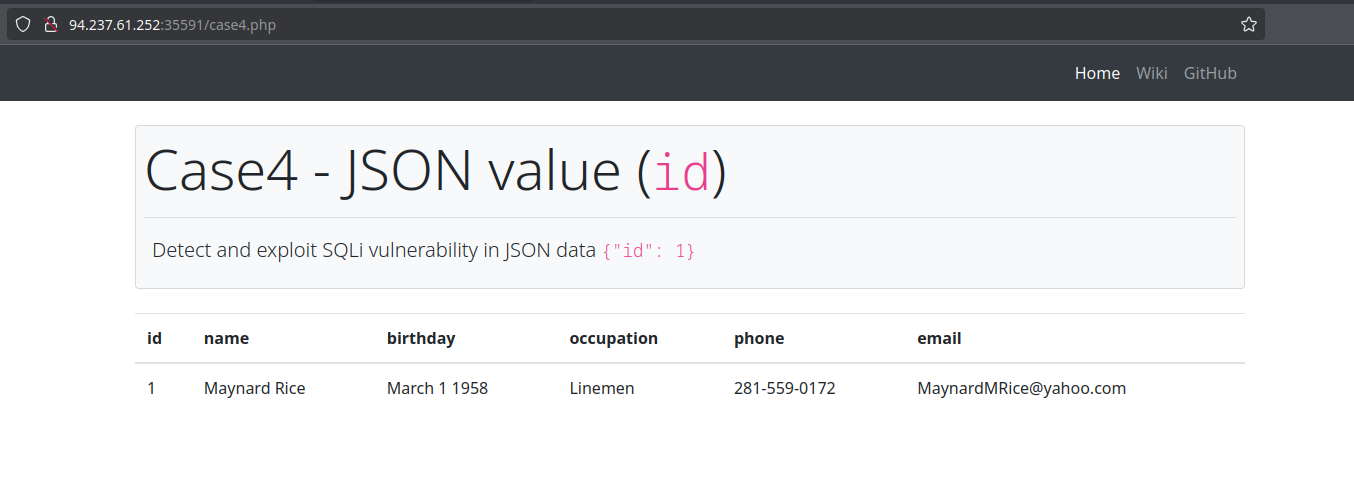 94.237.61.252:35591/case4.php
Home Wiki GitHub
Case4 - JSON value (id)
Detect and exploit SQLi vulnerability in JSON data {"id": 1}
id name birthday occupation phone email
1 Maynard Rice March 1 1958 Linemen 281-559-0172 MaynardMRice@yahoo.com